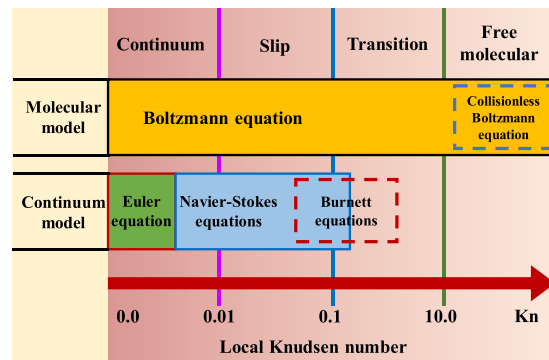 Continuum Slip Transition Free molecular
Molecular model
Boltzmann equation
Collisionless
Boltzmann
equation
Continuum model
Euler equation
Navier-Stokes equations
Burnett equations
0.0 0.01 0.1 10.0 Kn
Local Knudsen number